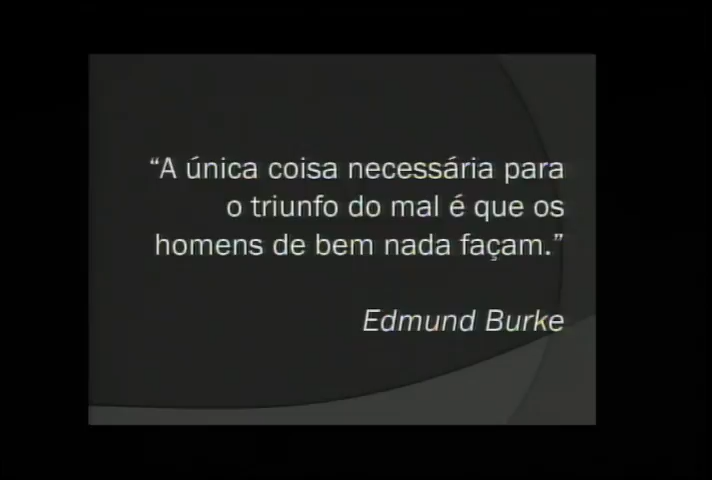 “A única coisa necessária para
o triunfo do mal é que os
homens de bem nada façam.”
Edmund Burke